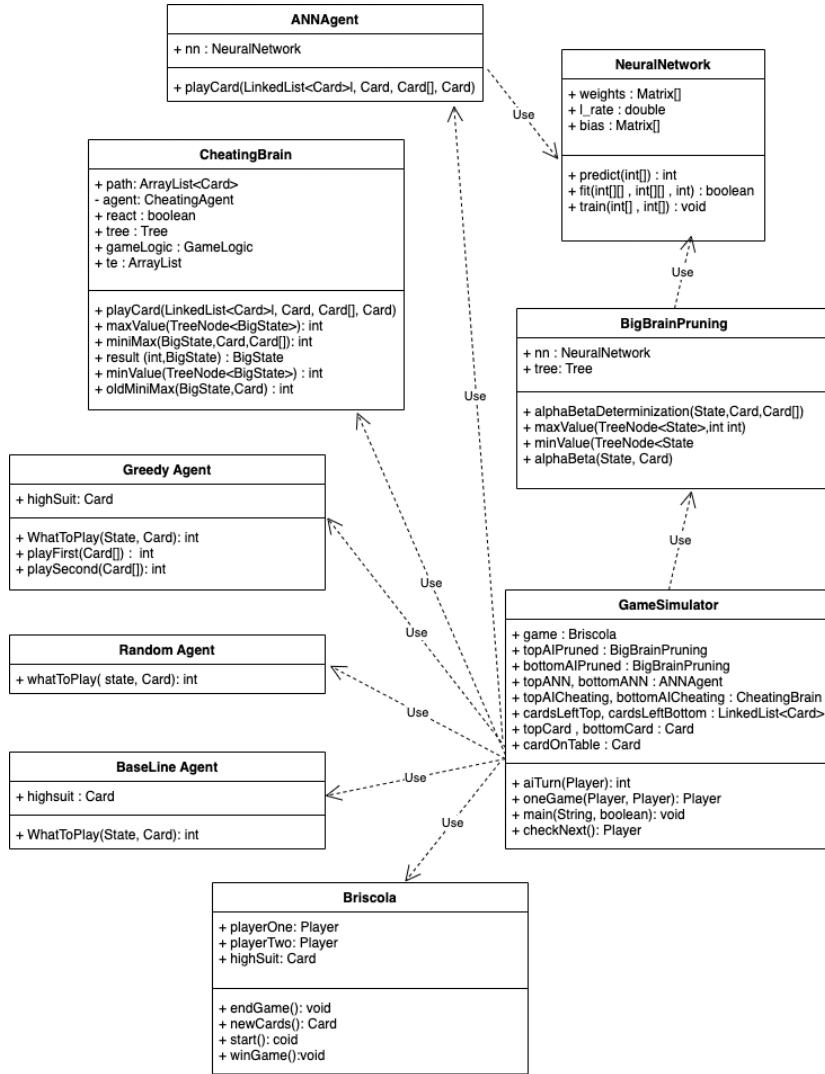 ANNAgent
+ nn : NeuralNetwork
+ playCard(LinkedList<Card>l, Card, Card[], Card)
NeuralNetwork
+ weights : Matrix[]
+ l_rate : double
+ bias : Matrix[]
+ predict(int[]) : int
+ fit(int[][] , int[][] , int) : boolean
+ train(int[] , int[]) : void
Use
CheatingBrain
+ path: ArrayList<Card>
- agent: CheatingAgent
+ react : boolean
+ tree : Tree
+ gameLogic : GameLogic
+ te : ArrayList
+ playCard(LinkedList<Card>l, Card, Card[], Card)
+ maxValue(TreeNode<BigState>): int
+ miniMax(BigState,Card,Card[]): int
+ result (int,BigState) : BigState
+ minValue(TreeNode<BigState>) : int
+ oldMiniMax(BigState,Card) : int
Use
BigBrainPruning
+ nn : NeuralNetwork
+ tree: Tree
+ alphaBetaDeterminization(State,Card,Card[])
+ maxValue(TreeNode<State>,int int)
+ minValue(TreeNode<State
+ alphaBeta(State, Card)
Use
Greedy Agent
+ highSuit: Card
+ WhatToPlay(State, Card): int
+ playFirst(Card[]) :  int
+ playSecond(Card[]): int
Use
Use
GameSimulator
+ game : Briscola
+ topAIPruned : BigBrainPruning
+ bottomAIPruned : BigBrainPruning
+ topANN, bottomANN : ANNAgent
+ topAICheating, bottomAICheating : CheatingBrain
+ cardsLeftTop, cardsLeftBottom : LinkedList<Card>
+ topCard , bottomCard : Card
+ cardOnTable : Card
+ aiTurn(Player): int
+ oneGame(Player, Player): Player
+ main(String, boolean): void
+ checkNext(): Player
Use
Random Agent
+ whatToPlay( state, Card): int
Use
BaseLine Agent
+ highsuit : Card
+ WhatToPlay(State, Card): int
Use
Use
Briscola
+ playerOne: Player
+ playerTwo: Player
+ highSuit: Card
+ endGame(): void
+ newCards(): Card
+ start(): coid
+ winGame():void